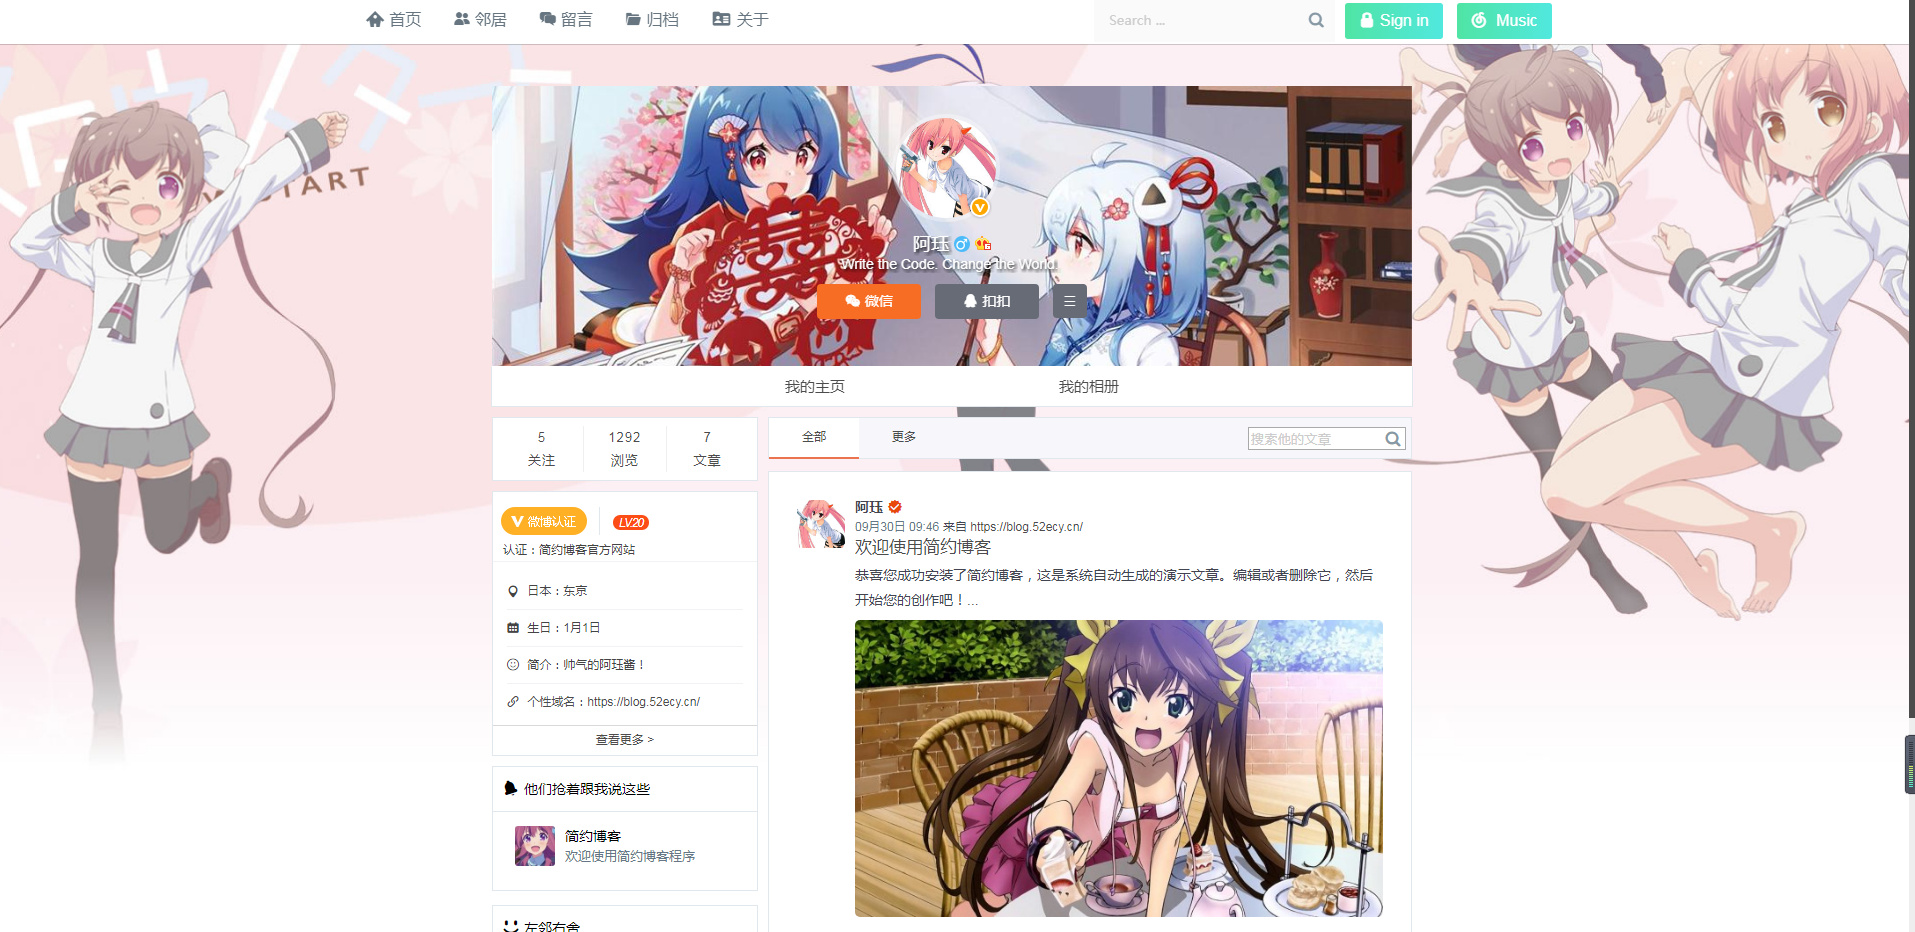 首页
邻居
留言
归档
关于
Search ...
Sign in
Music
START
囍
阿珏
Write the Code. Change the World.
微信
扣扣
我的主页
我的相册
5
关注
1292
浏览
7
文章
全部
更多
搜索他的文章
微博认证
LV.20
认证：简约博客官方网站
日本：东京
生日：1月1日
简介：帅气的阿珏酱！
个性域名：https://blog.52ecy.cn/
查看更多 >
他们抢着跟我说这些
简约博客
欢迎使用简约博客程序
左邻右舍
阿珏
09月30日 09:46 来自 https://blog.52ecy.cn/
欢迎使用简约博客
恭喜您成功安装了简约博客，这是系统自动生成的演示文章。编辑或者删除它，然后
开始您的创作吧！...